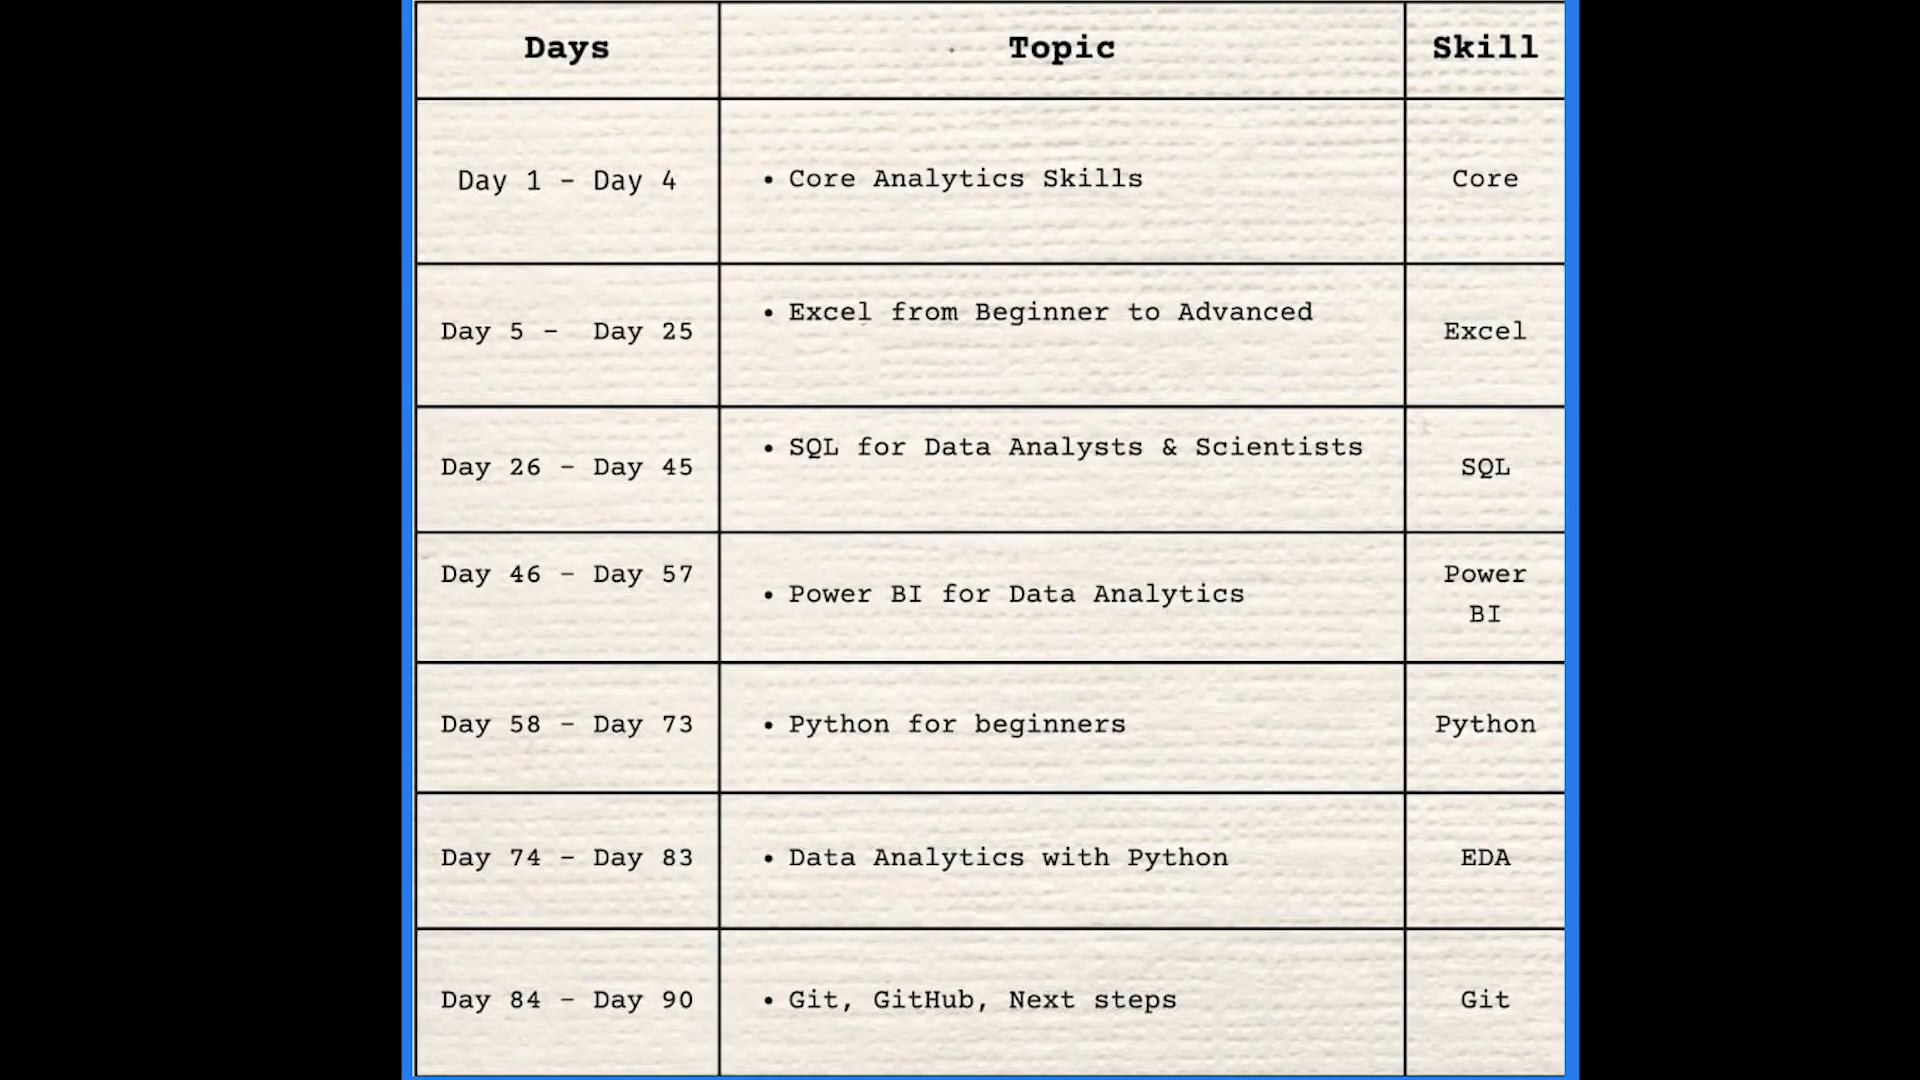 Days Topic Skill
Day 1 – Day 4 • Core Analytics Skills Core
Day 5 – Day 25 • Excel from Beginner to Advanced Excel
Day 26 – Day 45 • SQL for Data Analysts & Scientists SQL
Day 46 – Day 57 • Power BI for Data Analytics Power
BI
Day 58 – Day 73 • Python for beginners Python
Day 74 – Day 83 • Data Analytics with Python EDA
Day 84 – Day 90 • Git, GitHub, Next steps Git